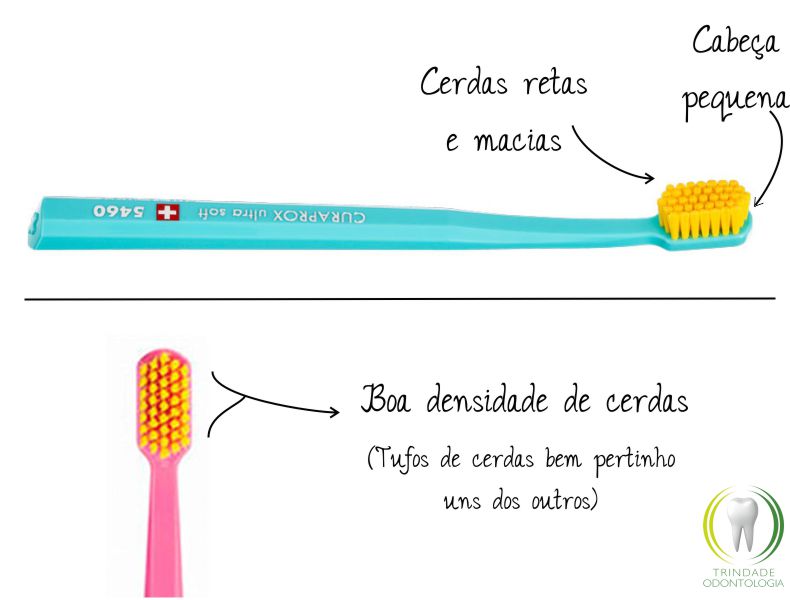 Cabeça
pequena
Cerdas retas
e macias
CURAPROX ultra soft 5460
Boa densidade de cerdas
(Tufos de cerdas bem pertinho
uns dos outros)
TRINDADE
ODONTOLOGIA